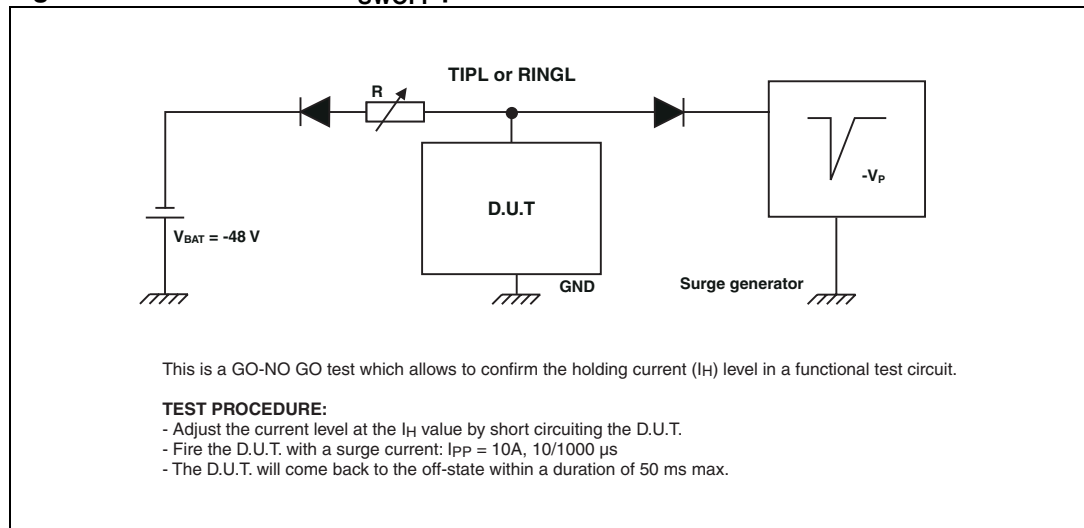 TIPL or RINGL
R
-VP
D.U.T
VBAT = -48 V
GND
Surge generator
This is a GO-NO GO test which allows to confirm the holding current (IH) level in a functional test circuit.
TEST PROCEDURE:
- Adjust the current level at the IH value by short circuiting the D.U.T.
- Fire the D.U.T. with a surge current: IPP = 10A, 10/1000 µs
- The D.U.T. will come back to the off-state within a duration of 50 ms max.